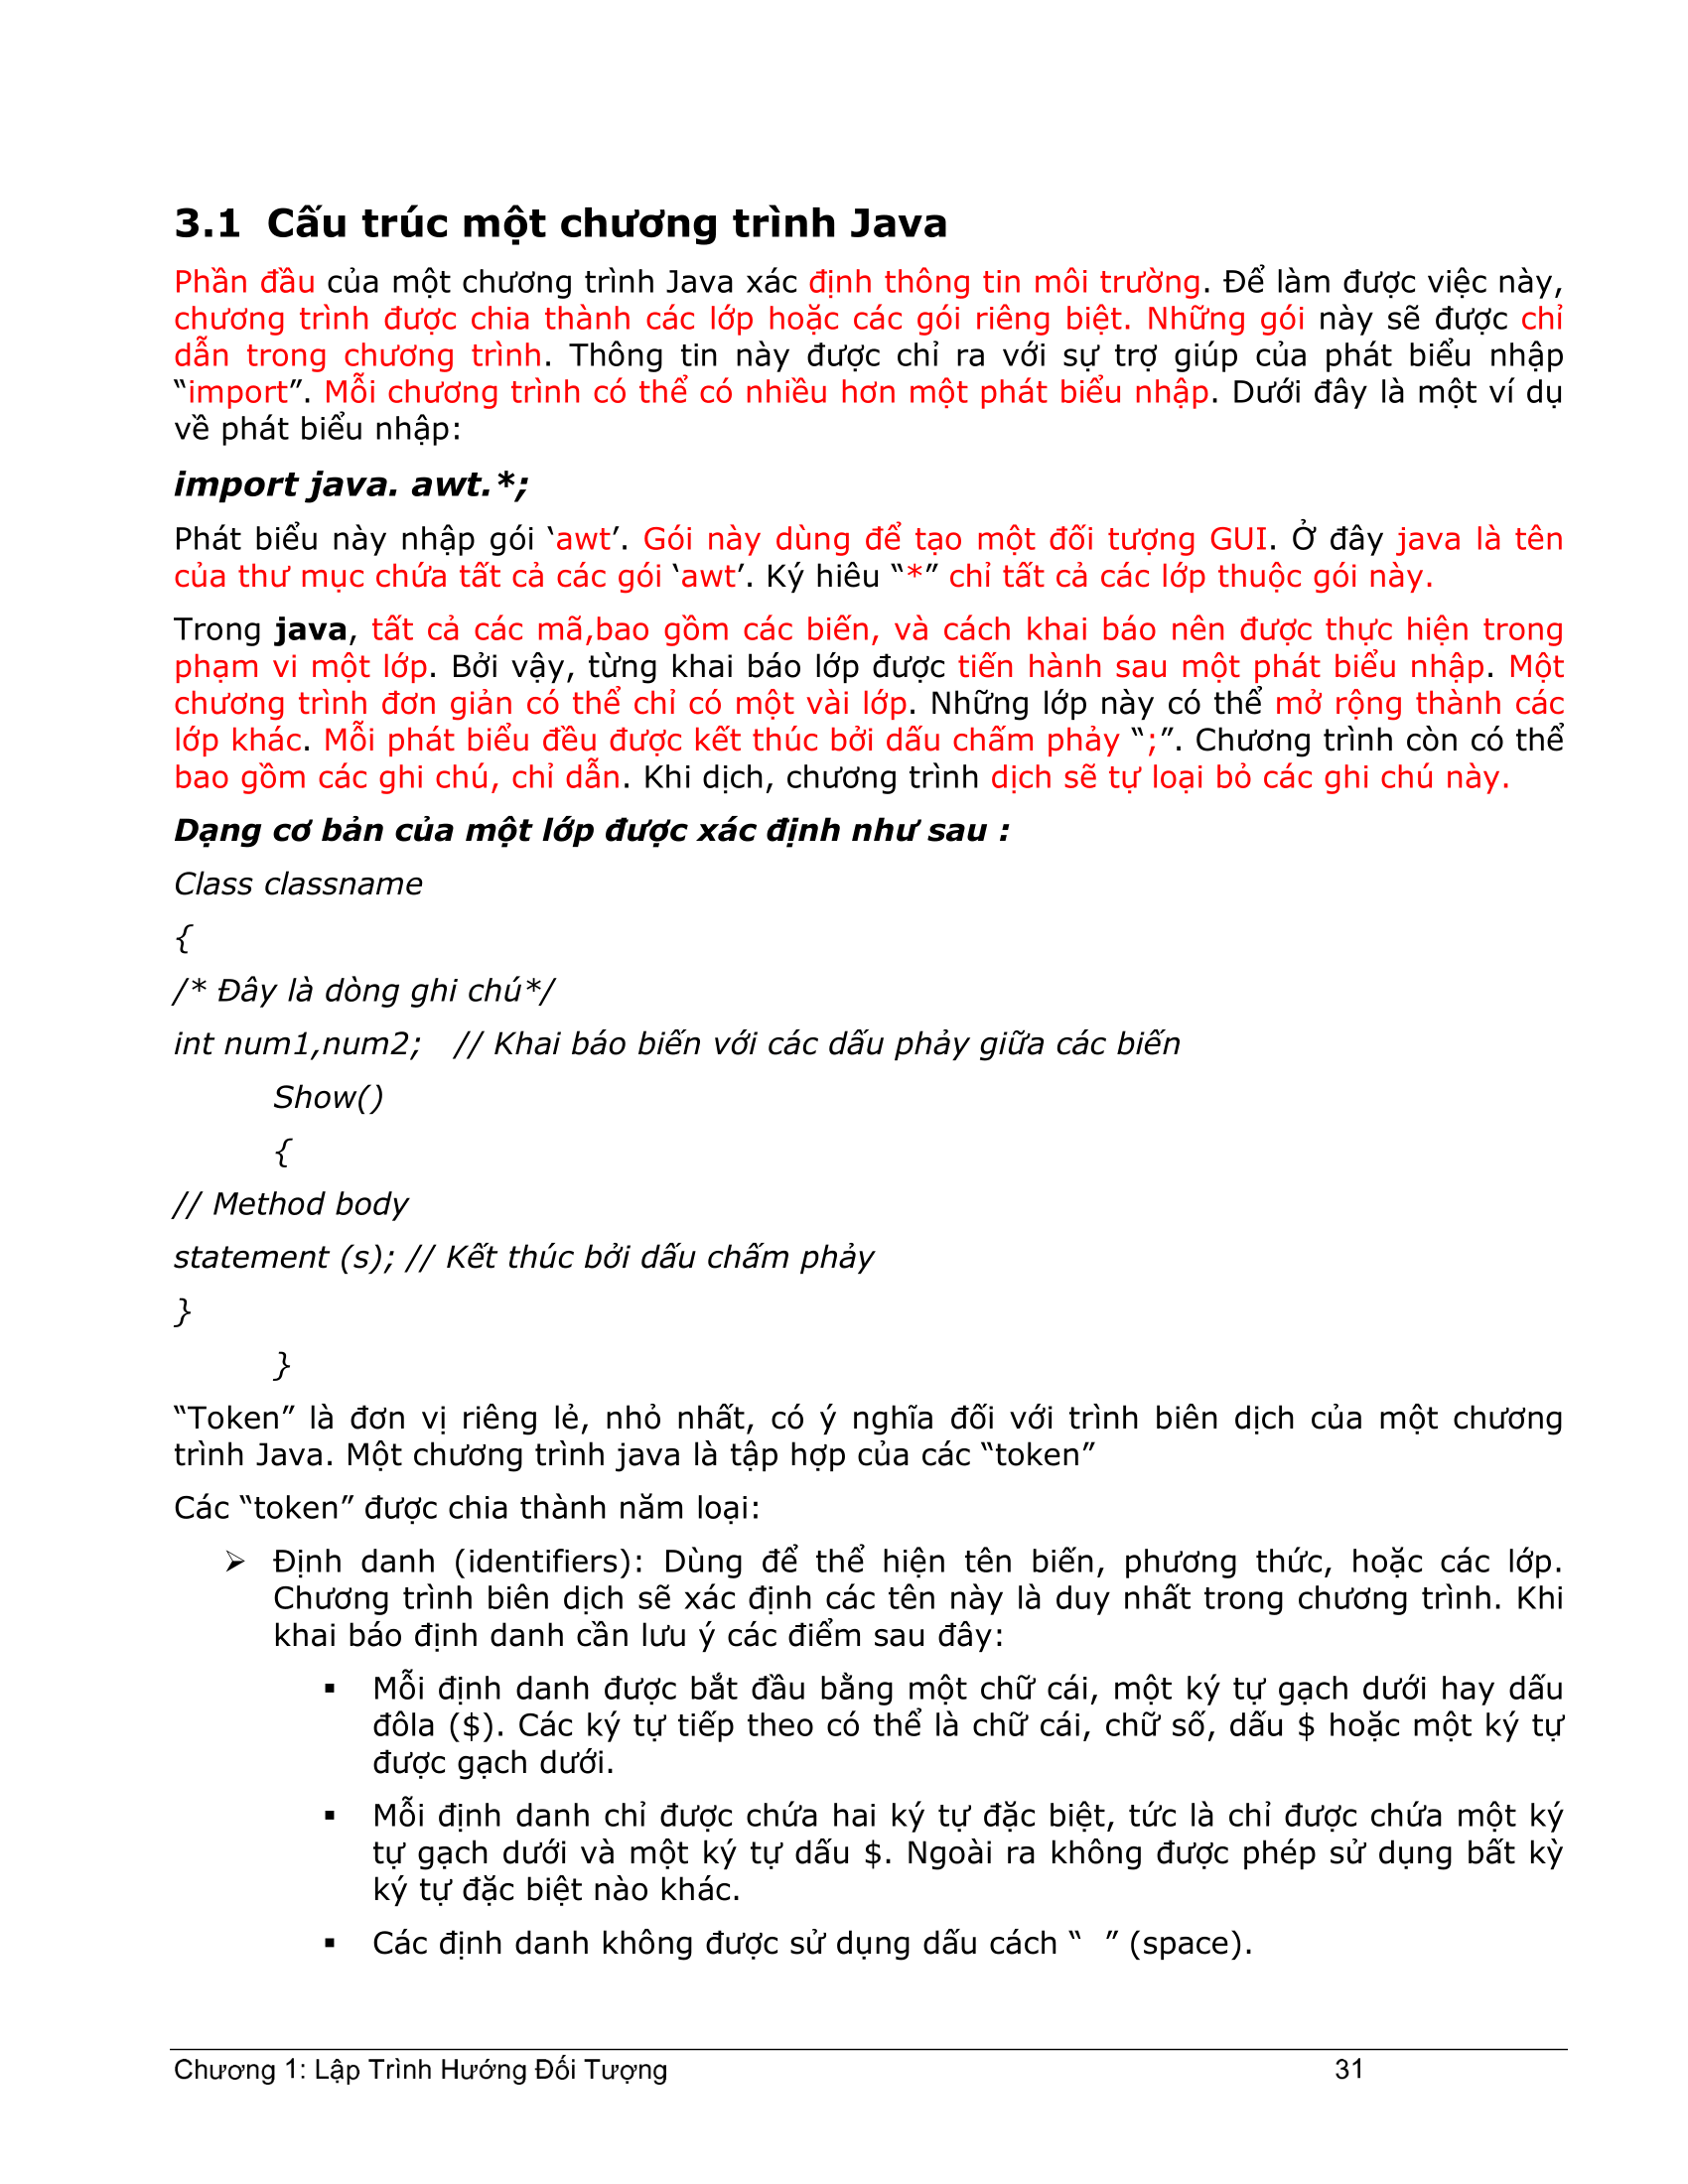 3.1 Cấu trúc một chương trình Java
Phần đầu của một chương trình Java xác định thông tin môi trường. Để làm được việc này,
chương trình được chia thành các lớp hoặc các gói riêng biệt. Những gói này sẽ được chỉ
dẫn trong chương trình. Thông tin này được chỉ ra với sự trợ giúp của phát biểu nhập
“import”. Mỗi chương trình có thể có nhiều hơn một phát biểu nhập. Dưới đây là một ví dụ
về phát biểu nhập:
import java. awt.*;
Phát biểu này nhập gói ‘awt’. Gói này dùng để tạo một đối tượng GUI. Ở đây java là tên
của thư mục chứa tất cả các gói ‘awt’. Ký hiêu “*” chỉ tất cả các lớp thuộc gói này.
Trong java, tất cả các mã,bao gồm các biến, và cách khai báo nên được thực hiện trong
phạm vi một lớp. Bởi vậy, từng khai báo lớp được tiến hành sau một phát biểu nhập. Một
chương trình đơn giản có thể chỉ có một vài lớp. Những lớp này có thể mở rộng thành các
lớp khác. Mỗi phát biểu đều được kết thúc bởi dấu chấm phảy “;”. Chương trình còn có thể
bao gồm các ghi chú, chỉ dẫn. Khi dịch, chương trình dịch sẽ tự loại bỏ các ghi chú này.
Dạng cơ bản của một lớp được xác định như sau :
Class classname
{
/* Đây là dòng ghi chú*/
int num1,num2; // Khai báo biến với các dấu phảy giữa các biến
Show()
{
// Method body
statement (s); // Kết thúc bởi dấu chấm phảy
}
}
“Token” là đơn vị riêng lẻ, nhỏ nhất, có ý nghĩa đối với trình biên dịch của một chương
trình Java. Một chương trình java là tập hợp của các “token”
Các “token” được chia thành năm loại:
➢ Định danh (identifiers): Dùng để thể hiện tên biến, phương thức, hoặc các lớp.
Chương trình biên dịch sẽ xác định các tên này là duy nhất trong chương trình. Khi
khai báo định danh cần lưu ý các điểm sau đây:
▪ Mỗi định danh được bắt đầu bằng một chữ cái, một ký tự gạch dưới hay dấu
đôla ($). Các ký tự tiếp theo có thể là chữ cái, chữ số, dấu $ hoặc một ký tự
được gạch dưới.
▪ Mỗi định danh chỉ được chứa hai ký tự đặc biệt, tức là chỉ được chứa một ký
tự gạch dưới và một ký tự dấu $. Ngoài ra không được phép sử dụng bất kỳ
ký tự đặc biệt nào khác.
▪ Các định danh không được sử dụng dấu cách “ ” (space).
Chương 1: Lập Trình Hướng Đối Tượng 31